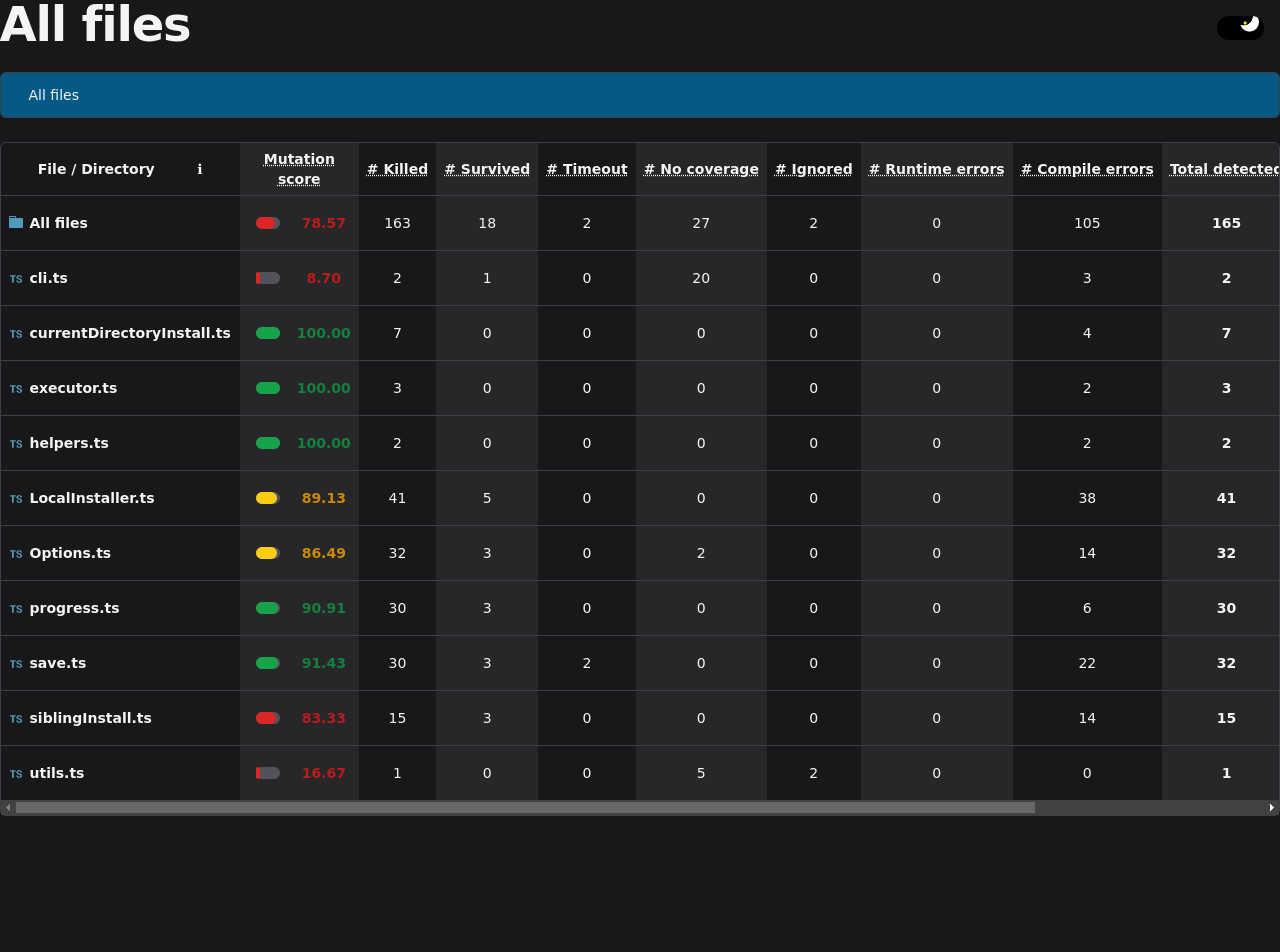 All files
All files
File / Directory ℹ Mutation score # Killed # Survived # Timeout # No coverage # Ignored # Runtime errors # Compile errors Total detected
All files 78.57 163 18 2 27 2 0 105 165
TS cli.ts 8.70 2 1 0 20 0 0 3 2
TS currentDirectoryInstall.ts 100.00 7 0 0 0 0 0 4 7
TS executor.ts 100.00 3 0 0 0 0 0 2 3
TS helpers.ts 100.00 2 0 0 0 0 0 2 2
TS LocalInstaller.ts 89.13 41 5 0 0 0 0 38 41
TS Options.ts 86.49 32 3 0 2 0 0 14 32
TS progress.ts 90.91 30 3 0 0 0 0 6 30
TS save.ts 91.43 30 3 2 0 0 0 22 32
TS siblingInstall.ts 83.33 15 3 0 0 0 0 14 15
TS utils.ts 16.67 1 0 0 5 2 0 0 1